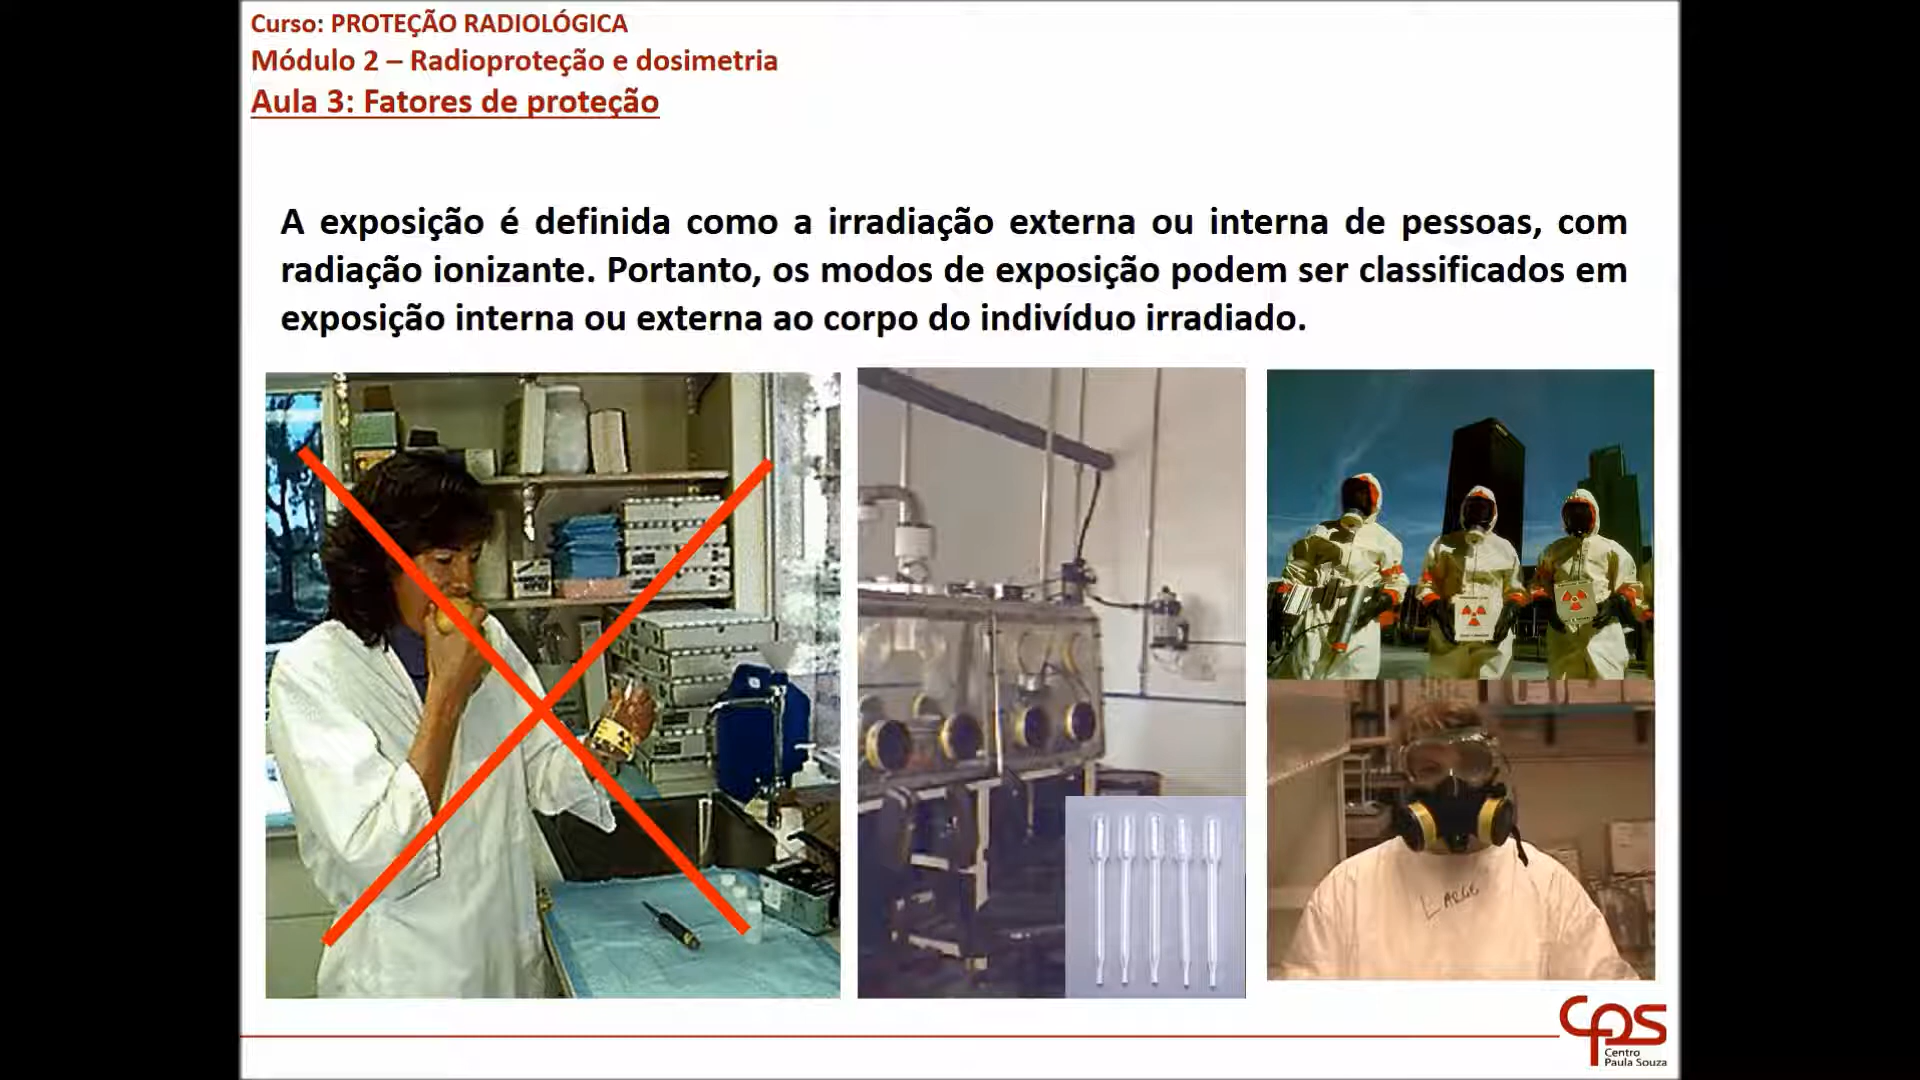 Curso: PROTEÇÃO RADIOLÓGICA
Módulo 2 – Radioproteção e dosimetria
Aula 3: Fatores de proteção
A exposição é definida como a irradiação externa ou interna de pessoas, com
radiação ionizante. Portanto, os modos de exposição podem ser classificados em
exposição interna ou externa ao corpo do indivíduo irradiado.
LARGE
CPS
Centro
Paula Souza